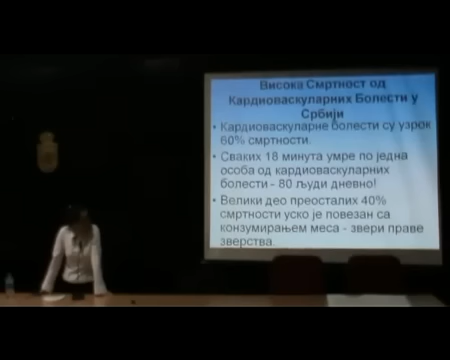 Висока Смртност од
Кардиоваскуларних Болести у
Србији
• Кардиоваскуларне болести су узрок
60% смртности.
• Сваких 18 минута умре по једна
особа од кардиоваскуларних
болести - 80 људи дневно!
• Велики део преосталих 40%
смртности уско је повезан са
конзумирањем меса - звери праве
зверства